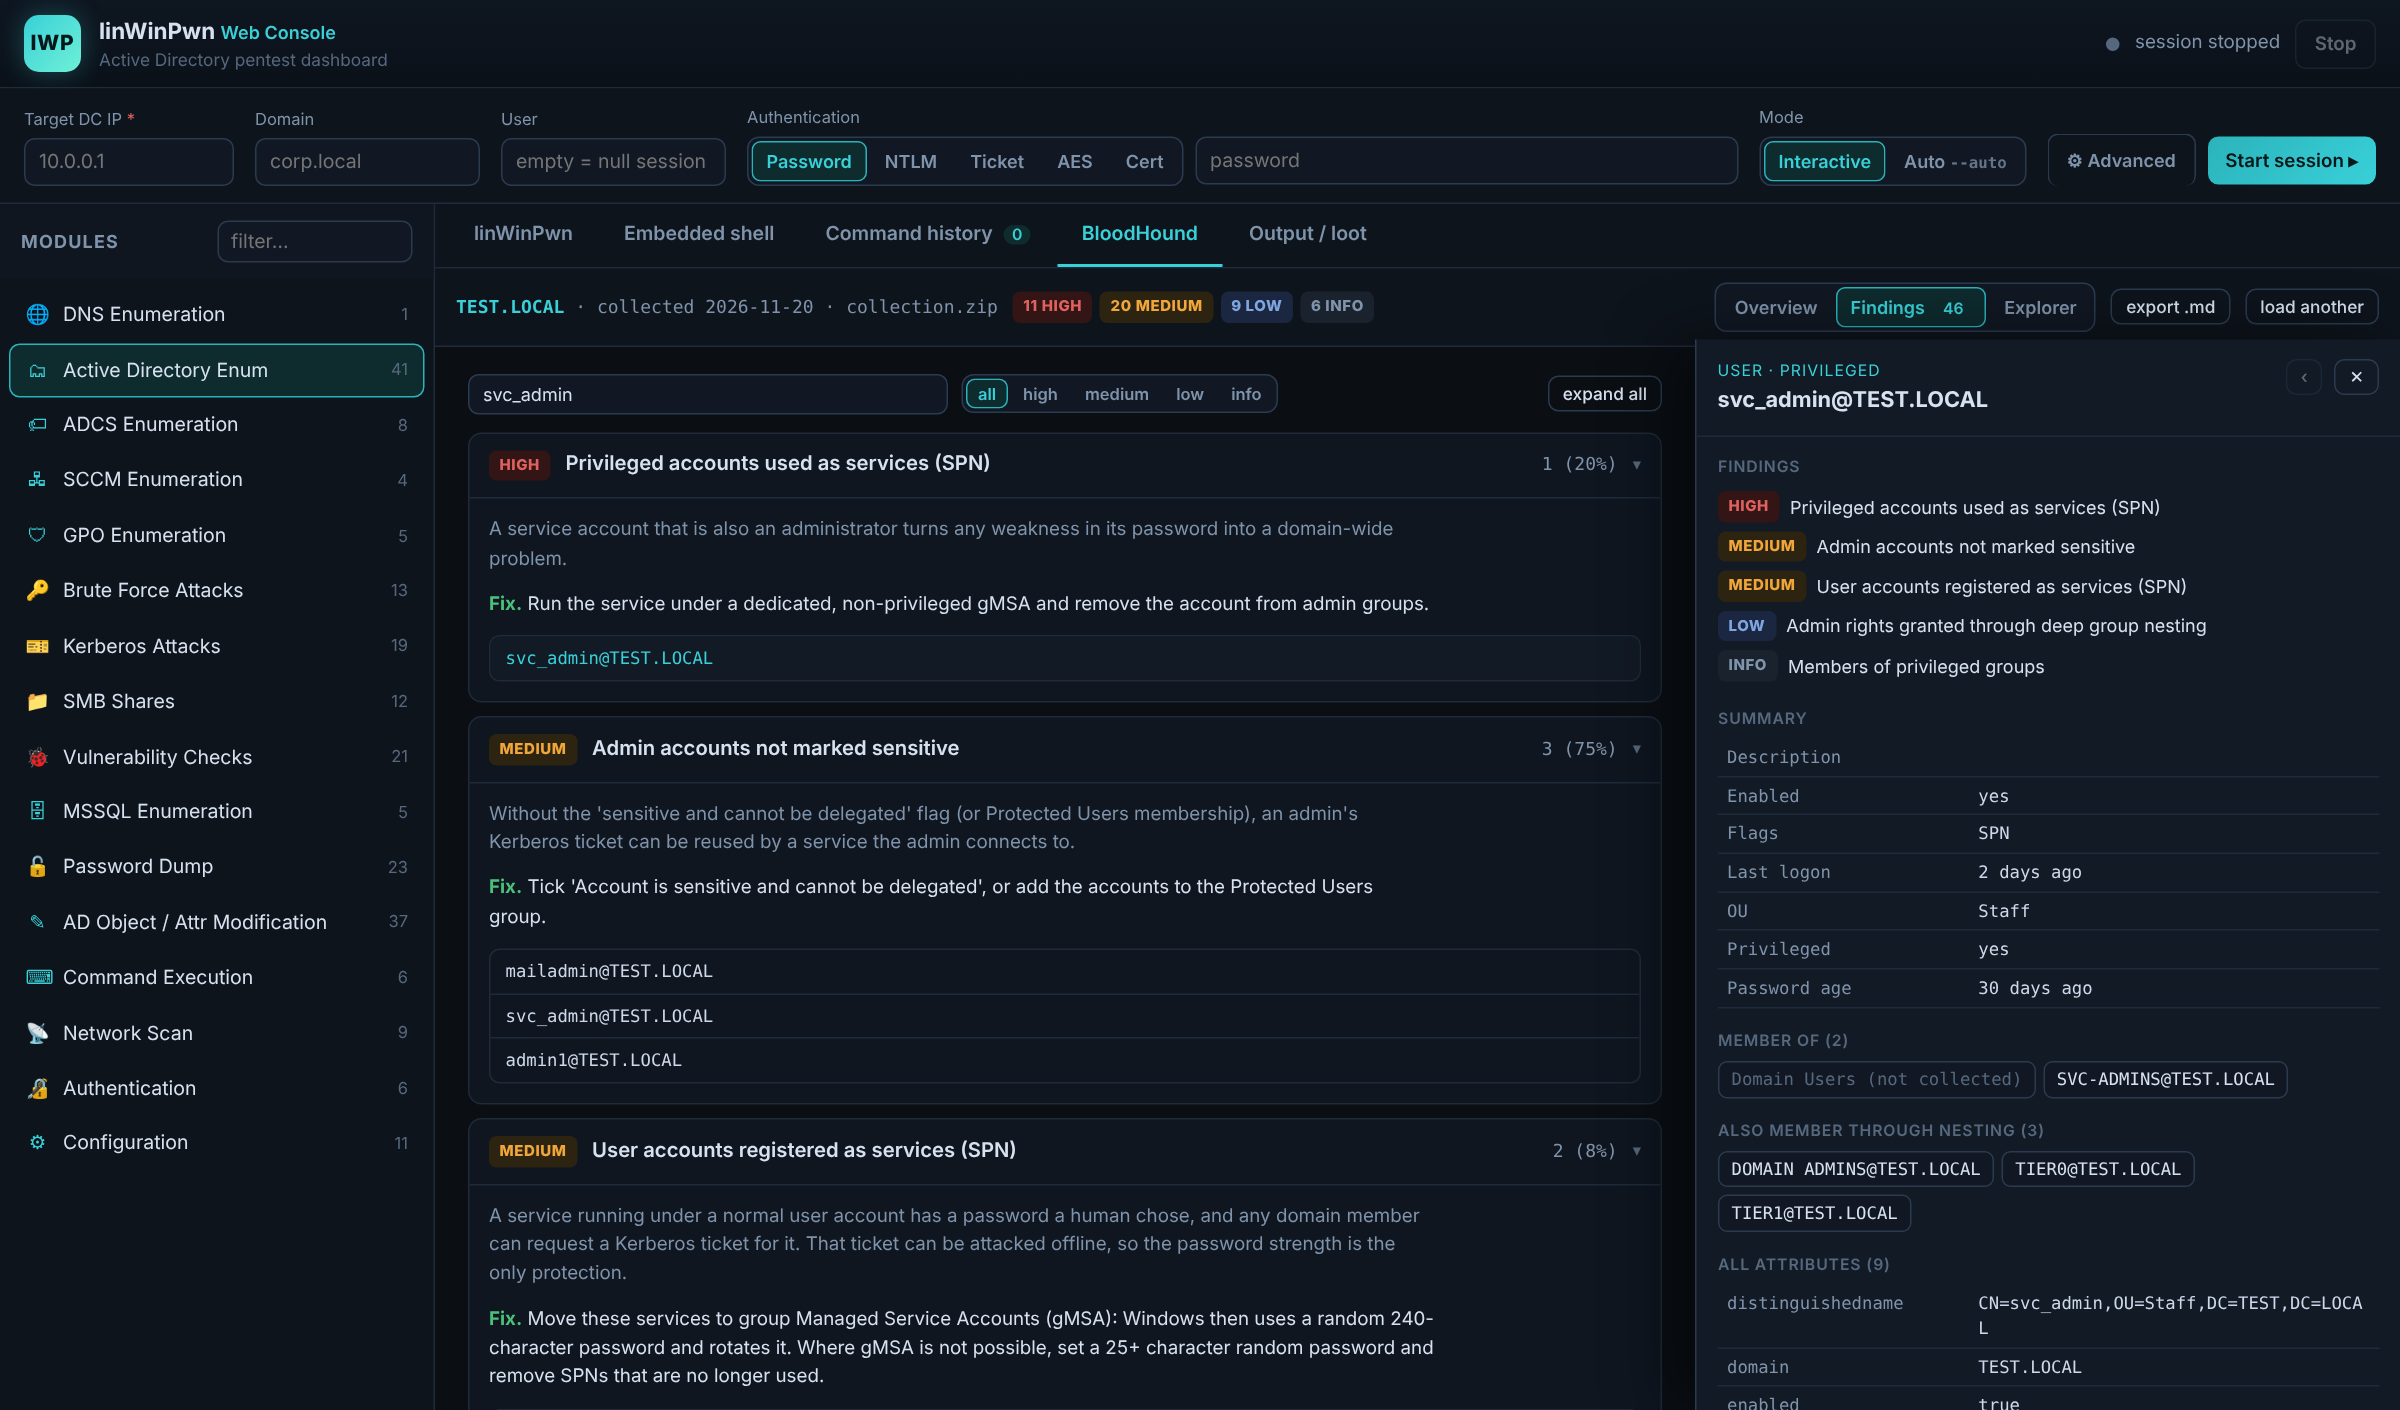 lWP
linWinPwn Web Console
Active Directory pentest dashboard
session stopped
Stop
Target DC IP *
Domain
User
Authentication
Mode
10.0.0.1
corp.local
empty = null session
Password
NTLM
Ticket
AES
Cert
password
Interactive
Auto --auto
⚙ Advanced
Start session ▸
MODULES
filter...
DNS Enumeration 1
Active Directory Enum 41
ADCS Enumeration 8
SCCM Enumeration 4
GPO Enumeration 5
Brute Force Attacks 13
Kerberos Attacks 19
SMB Shares 12
Vulnerability Checks 21
MSSQL Enumeration 5
Password Dump 23
AD Object / Attr Modification 37
Command Execution 6
Network Scan 9
Authentication 6
Configuration 11
linWinPwn
Embedded shell
Command history 0
BloodHound
Output / loot
TEST.LOCAL · collected 2026-11-20 · collection.zip
11 HIGH
20 MEDIUM
9 LOW
6 INFO
Overview
Findings 46
Explorer
export .md
load another
svc_admin
all
high
medium
low
info
expand all
HIGH Privileged accounts used as services (SPN) 1 (20%) ▾
A service account that is also an administrator turns any weakness in its password into a domain-wide
problem.
Fix. Run the service under a dedicated, non-privileged gMSA and remove the account from admin groups.
svc_admin@TEST.LOCAL
MEDIUM Admin accounts not marked sensitive 3 (75%) ▾
Without the 'sensitive and cannot be delegated' flag (or Protected Users membership), an admin's
Kerberos ticket can be reused by a service the admin connects to.
Fix. Tick 'Account is sensitive and cannot be delegated', or add the accounts to the Protected Users
group.
mailadmin@TEST.LOCAL
svc_admin@TEST.LOCAL
admin1@TEST.LOCAL
MEDIUM User accounts registered as services (SPN) 2 (8%) ▾
A service running under a normal user account has a password a human chose, and any domain member
can request a Kerberos ticket for it. That ticket can be attacked offline, so the password strength is the
only protection.
Fix. Move these services to group Managed Service Accounts (gMSA): Windows then uses a random 240-
character password and rotates it. Where gMSA is not possible, set a 25+ character random password and
remove SPNs that are no longer used.
USER · PRIVILEGED
svc_admin@TEST.LOCAL
‹
✕
FINDINGS
HIGH Privileged accounts used as services (SPN)
MEDIUM Admin accounts not marked sensitive
MEDIUM User accounts registered as services (SPN)
LOW Admin rights granted through deep group nesting
INFO Members of privileged groups
SUMMARY
Description
Enabled yes
Flags SPN
Last logon 2 days ago
OU Staff
Privileged yes
Password age 30 days ago
MEMBER OF (2)
Domain Users (not collected)
SVC-ADMINS@TEST.LOCAL
ALSO MEMBER THROUGH NESTING (3)
DOMAIN ADMINS@TEST.LOCAL
TIER0@TEST.LOCAL
TIER1@TEST.LOCAL
ALL ATTRIBUTES (9)
distinguishedname CN=svc_admin,OU=Staff,DC=TEST,DC=LOCA
L
domain TEST.LOCAL
enabled true